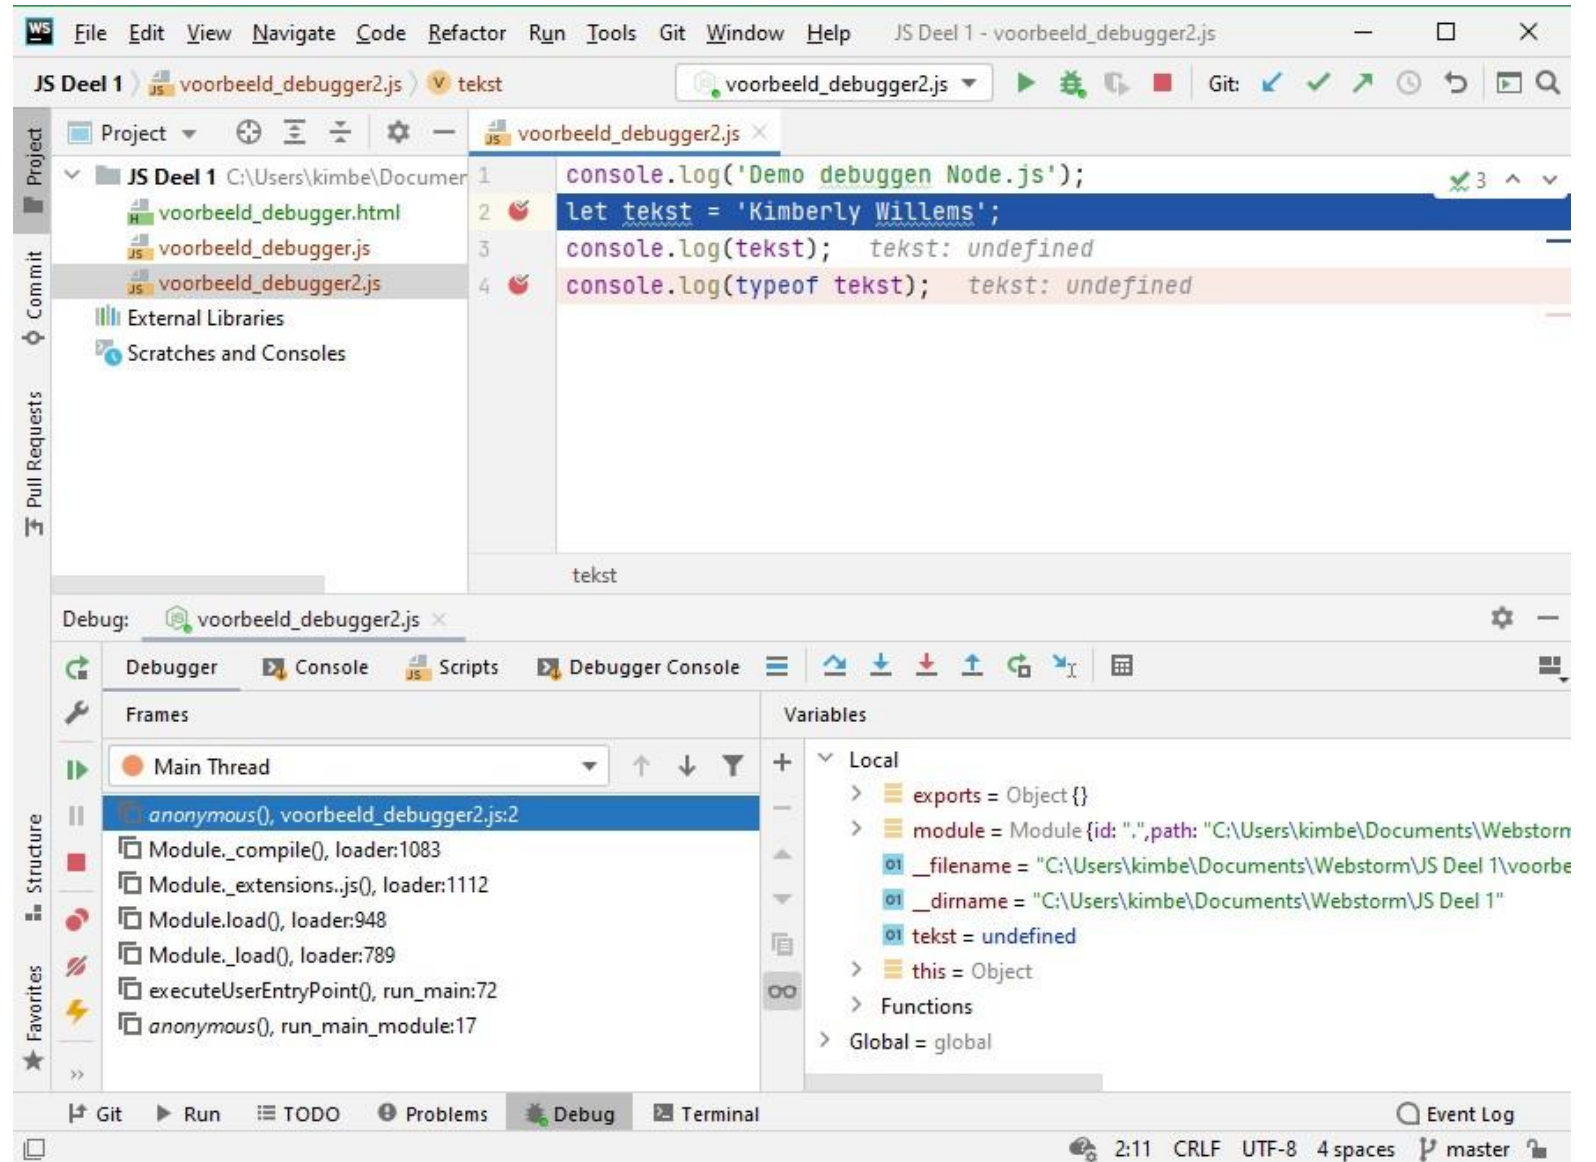 WS File Edit View Navigate Code Refactor Run Tools Git Window Help JS Deel 1 - voorbeeld_debugger2.js
JS Deel 1 voorbeeld_debugger2.js V tekst voorbeeld_debugger2.js Git:
Project
Project voorbeeld_debugger2.js
JS Deel 1 C:\Users\kimbe\Documen
voorbeeld_debugger.html
voorbeeld_debugger.js
voorbeeld_debugger2.js
External Libraries
Scratches and Consoles
Commit
Pull Requests
1 console.log('Demo debuggen Node.js');
3
2 let tekst = 'Kimberly Willems';
3 console.log(tekst); tekst: undefined
4 console.log(typeof tekst); tekst: undefined
tekst
Debug: voorbeeld_debugger2.js
Debugger Console Scripts Debugger Console
Frames Variables
Main Thread
anonymous(), voorbeeld_debugger2.js:2
Module._compile(), loader:1083
Module._extensions..js(), loader:1112
Module.load(), loader:948
Module._load(), loader:789
executeUserEntryPoint(), run_main:72
anonymous(), run_main_module:17
Local
exports = Object {}
module = Module {id: ".",path: "C:\Users\kimbe\Documents\Webstorm
01 __filename = "C:\Users\kimbe\Documents\Webstorm\JS Deel 1\voorbe
01 __dirname = "C:\Users\kimbe\Documents\Webstorm\JS Deel 1"
01 tekst = undefined
this = Object
Functions
Global = global
Structure
Favorites
Git Run TODO Problems Debug Terminal Event Log
2:11 CRLF UTF-8 4 spaces master